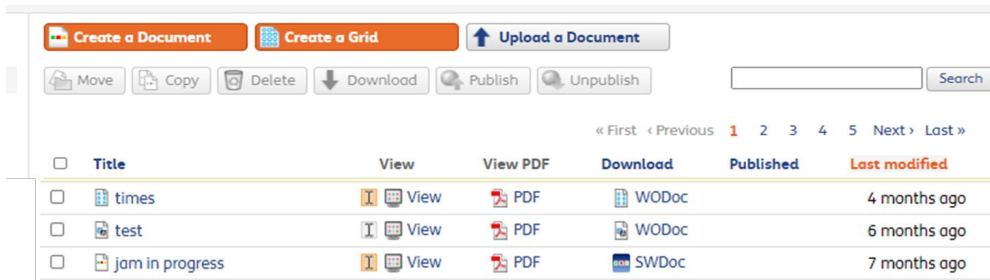 Create a Document Create a Grid Upload a Document
Move Copy Delete Download Publish Unpublish Search
« First ‹ Previous 1 2 3 4 5 Next › Last »
Title View View PDF Download Published Last modified
times View PDF WODoc 4 months ago
test View PDF WODoc 6 months ago
jam in progress View PDF SWDoc 7 months ago